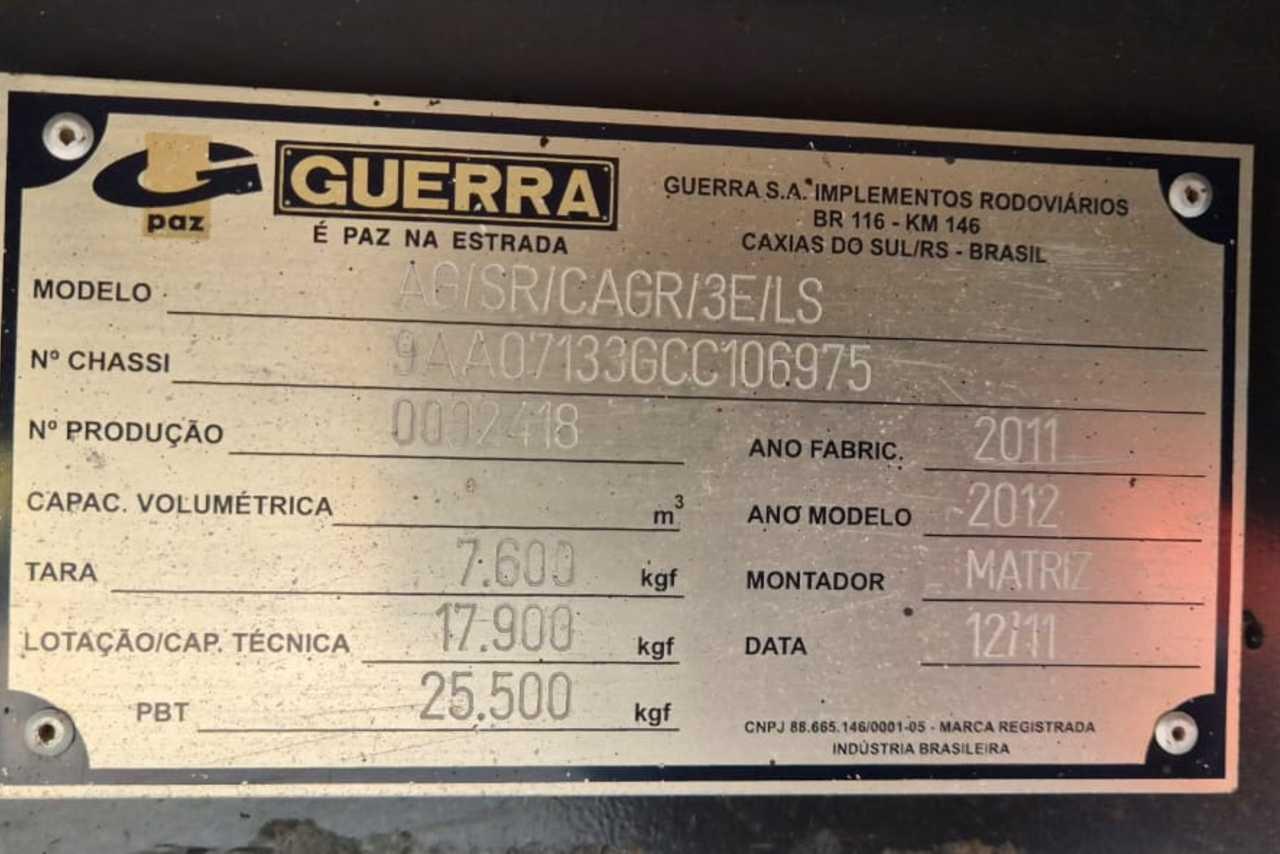 G
paz
GUERRA
É PAZ NA ESTRADA
GUERRA S.A. IMPLEMENTOS RODOVIÁRIOS
BR 116 - KM 146
CAXIAS DO SUL/RS - BRASIL
MODELO AG/SR/CAGR/3E/LS
Nº CHASSI 9AA07133GCC106975
Nº PRODUÇÃO 0002418
ANO FABRIC. 2011
CAPAC. VOLUMÉTRICA m³
ANO MODELO 2012
TARA 7.600 kgf
MONTADOR MATRIZ
LOTAÇÃO/CAP. TÉCNICA 17.900 kgf
DATA 12/11
PBT 25.500 kgf
CNPJ 88.665.146/0001-05 - MARCA REGISTRADA
INDÚSTRIA BRASILEIRA